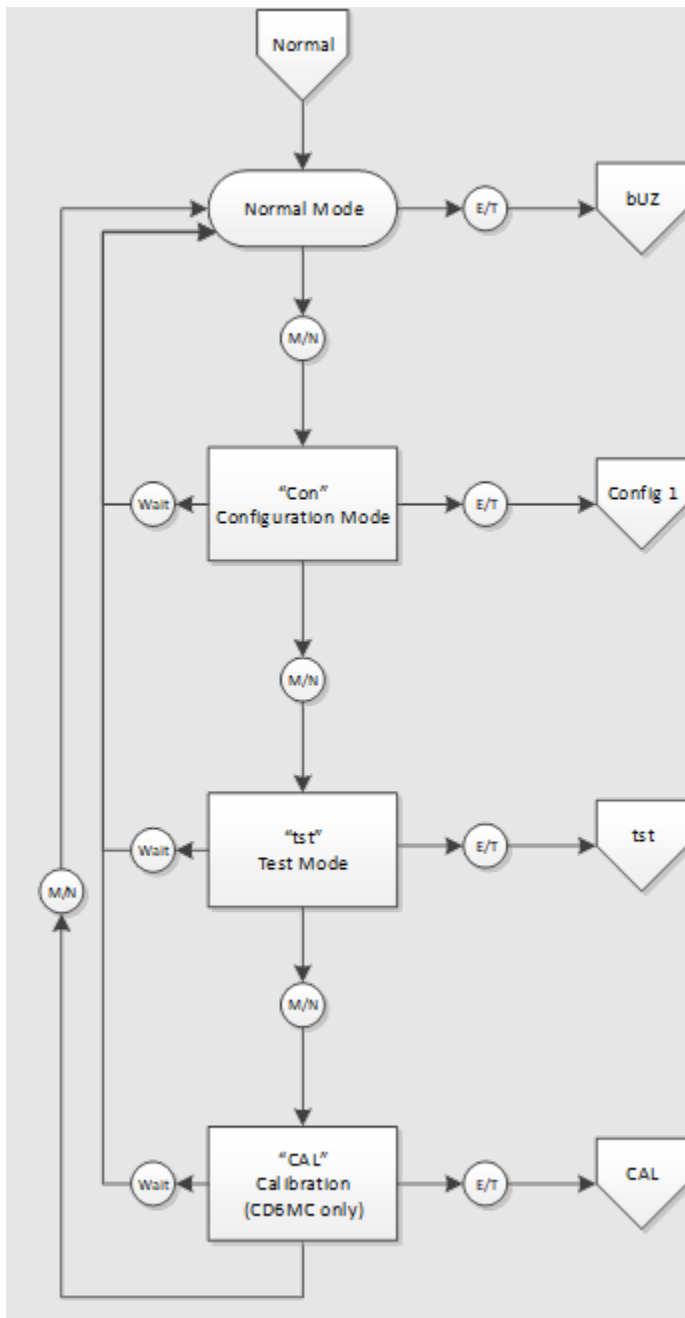 Normal
Normal Mode
E/T
bUZ
M/N
“Con”
Configuration Mode
Wait
E/T
Config 1
M/N
“tst”
Test Mode
Wait
E/T
tst
M/N
M/N
“CAL”
Calibration
(CD6MC only)
Wait
E/T
CAL